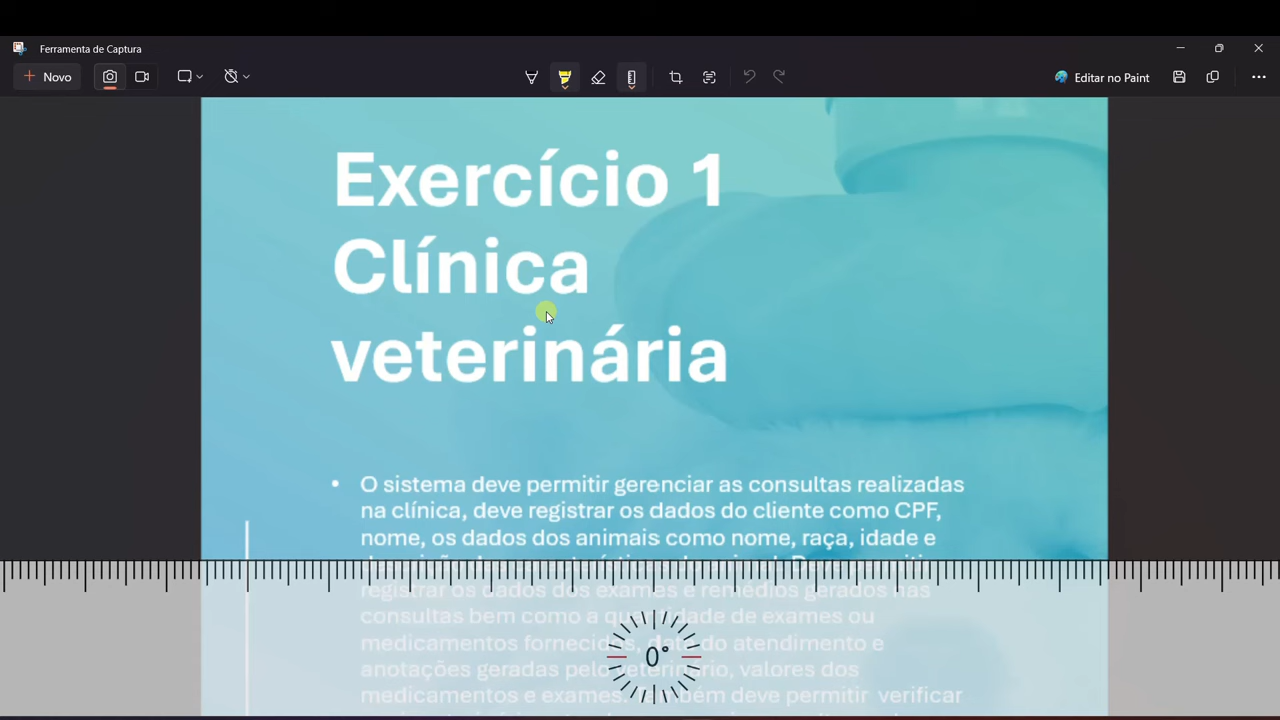 Ferramenta de Captura
Novo
Editar no Paint
Exercício 1
Clínica
veterinária
• O sistema deve permitir gerenciar as consultas realizadas
na clínica, deve registrar os dados do cliente como CPF,
nome, os dados dos animais como nome, raça, idade e
registrar os dados dos exames e remédios gerados nas
consultas bem como a quantidade de exames ou
medicamentos fornecidos, data do atendimento e
anotações geradas pelo veterinário, valores dos
medicamentos e exames. Também deve permitir verificar
0°